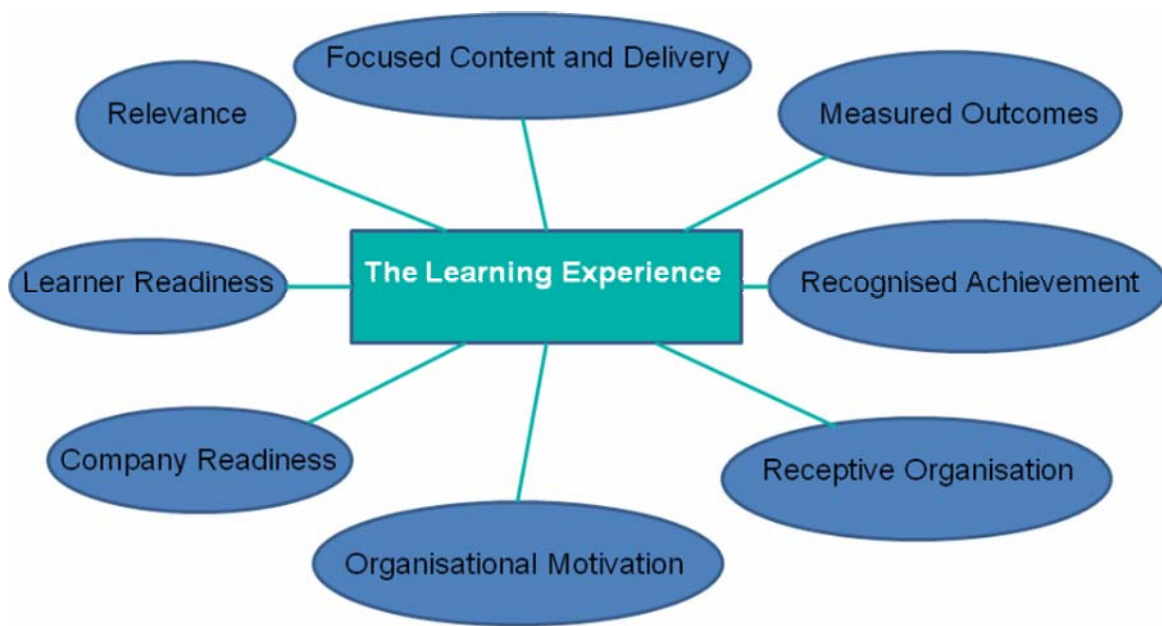 Focused Content and Delivery
Relevance
Measured Outcomes
The Learning Experience
Learner Readiness
Recognised Achievement
Company Readiness
Receptive Organisation
Organisational Motivation